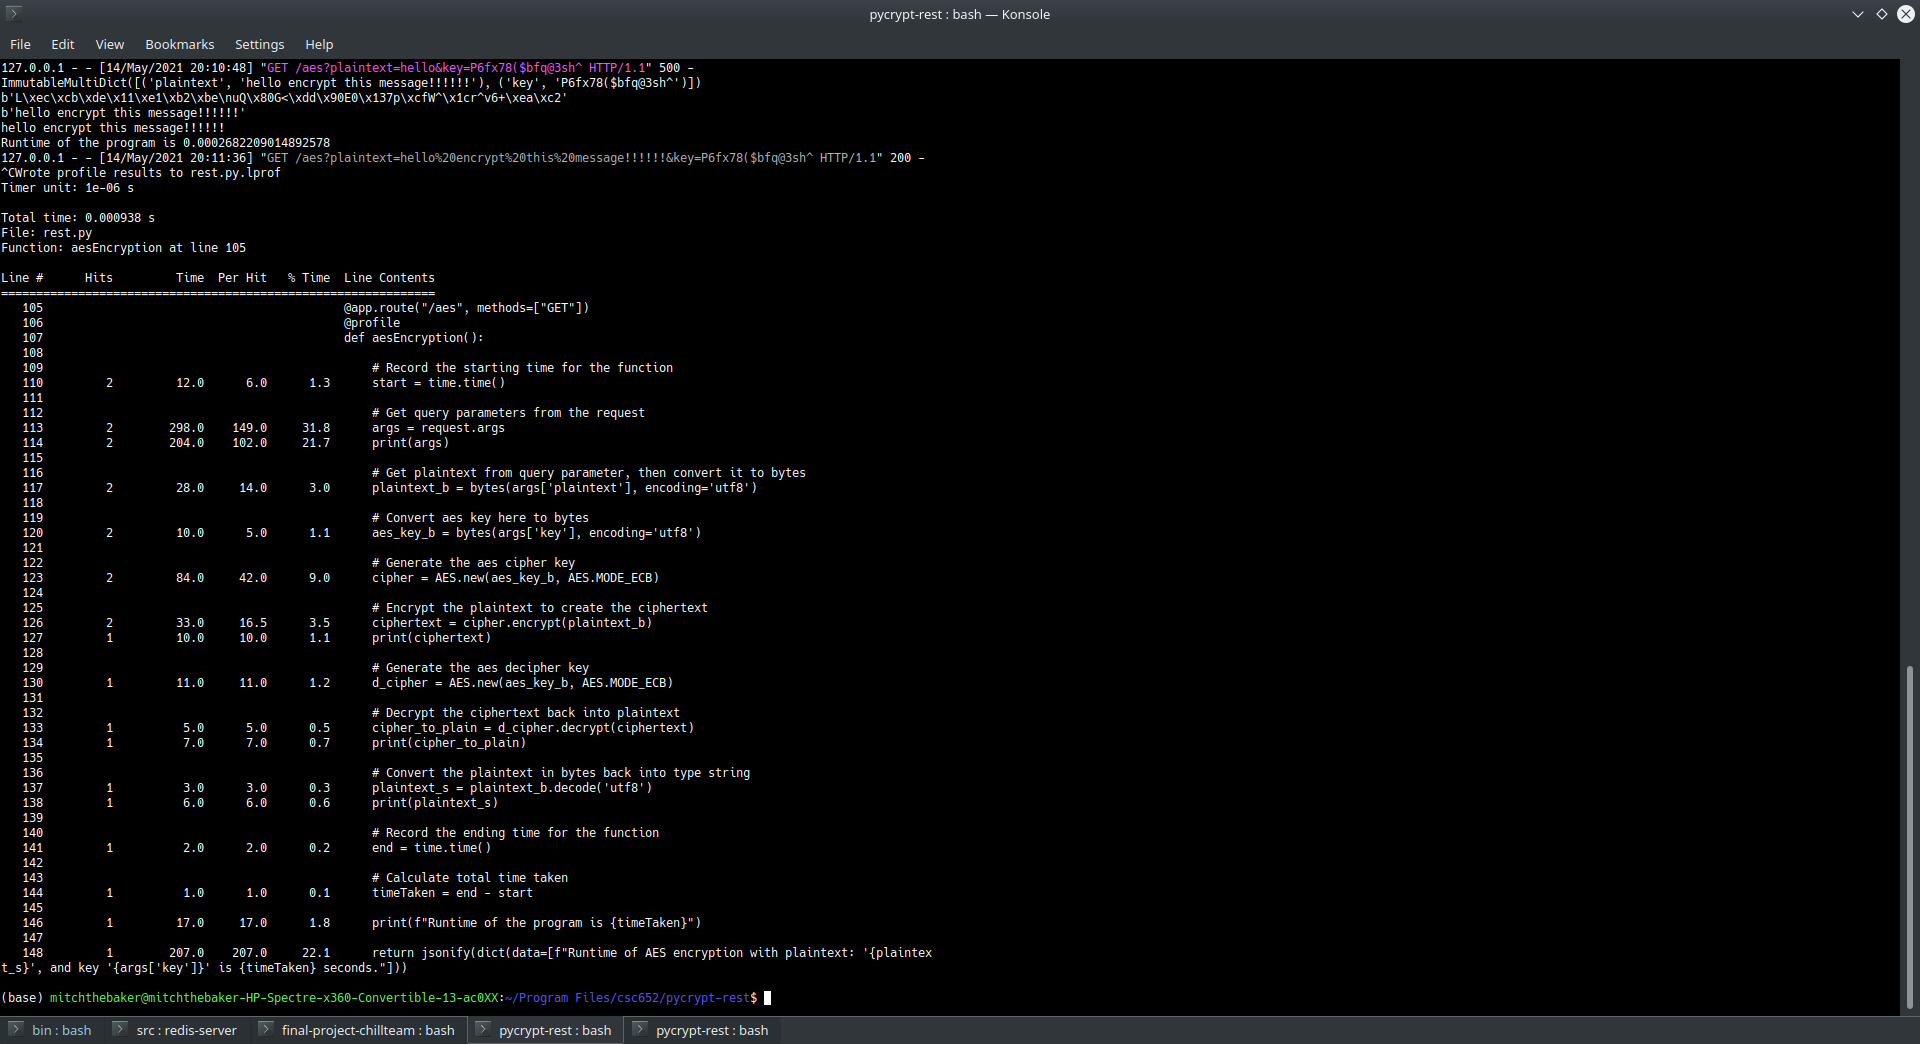 pycrypt-rest : bash — Konsole
File Edit View Bookmarks Settings Help
127.0.0.1 - - [14/May/2021 20:10:48] "GET /aes?plaintext=hello&key=P6fx78($bfq@3sh^ HTTP/1.1" 500 -
ImmutableMultiDict([('plaintext', 'hello encrypt this message!!!!!!'), ('key', 'P6fx78($bfq@3sh^')])
b'L\xec\xcb\xde\x11\xe1\xb2\xbe\nuQ\x80G<\xdd\x90E0\x137p\xcfW^\x1cr^v6+\xea\xc2'
b'hello encrypt this message!!!!!!'
hello encrypt this message!!!!!!
Runtime of the program is 0.0002682209014892578
127.0.0.1 - - [14/May/2021 20:11:36] "GET /aes?plaintext=hello%20encrypt%20this%20message!!!!!!&key=P6fx78($bfq@3sh^ HTTP/1.1" 200 -
^CWrote profile results to rest.py.lprof
Timer unit: 1e-06 s
Total time: 0.000938 s
File: rest.py
Function: aesEncryption at line 105
Line # Hits Time Per Hit % Time Line Contents
==============================================================
105 @app.route("/aes", methods=["GET"])
106 @profile
107 def aesEncryption():
108
109 # Record the starting time for the function
110 2 12.0 6.0 1.3 start = time.time()
111
112 # Get query parameters from the request
113 2 298.0 149.0 31.8 args = request.args
114 2 204.0 102.0 21.7 print(args)
115
116 # Get plaintext from query parameter, then convert it to bytes
117 2 28.0 14.0 3.0 plaintext_b = bytes(args['plaintext'], encoding='utf8')
118
119 # Convert aes key here to bytes
120 2 10.0 5.0 1.1 aes_key_b = bytes(args['key'], encoding='utf8')
121
122 # Generate the aes cipher key
123 2 84.0 42.0 9.0 cipher = AES.new(aes_key_b, AES.MODE_ECB)
124
125 # Encrypt the plaintext to create the ciphertext
126 2 33.0 16.5 3.5 ciphertext = cipher.encrypt(plaintext_b)
127 1 10.0 10.0 1.1 print(ciphertext)
128
129 # Generate the aes decipher key
130 1 11.0 11.0 1.2 d_cipher = AES.new(aes_key_b, AES.MODE_ECB)
131
132 # Decrypt the ciphertext back into plaintext
133 1 5.0 5.0 0.5 cipher_to_plain = d_cipher.decrypt(ciphertext)
134 1 7.0 7.0 0.7 print(cipher_to_plain)
135
136 # Convert the plaintext in bytes back into type string
137 1 3.0 3.0 0.3 plaintext_s = plaintext_b.decode('utf8')
138 1 6.0 6.0 0.6 print(plaintext_s)
139
140 # Record the ending time for the function
141 1 2.0 2.0 0.2 end = time.time()
142
143 # Calculate total time taken
144 1 1.0 1.0 0.1 timeTaken = end - start
145
146 1 17.0 17.0 1.8 print(f"Runtime of the program is {timeTaken}")
147
148 1 207.0 207.0 22.1 return jsonify(dict(data=[f"Runtime of AES encryption with plaintext: '{plaintex
t_s}', and key '{args['key']}' is {timeTaken} seconds."]))
(base) mitchthebaker@mitchthebaker-HP-Spectre-x360-Convertible-13-ac0XX:~/Program Files/csc652/pycrypt-rest$
bin : bash src : redis-server final-project-chillteam : bash pycrypt-rest : bash pycrypt-rest : bash